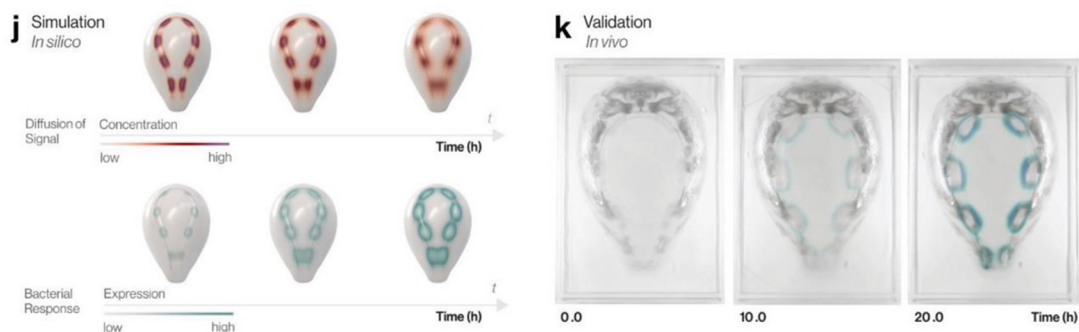 j Simulation
In silico
Diffusion of
Signal
Concentration
t
low high
Time (h)
Bacterial
Response
Expression
t
low high
Time (h)
k Validation
In vivo
0.0 10.0 20.0 Time (h)